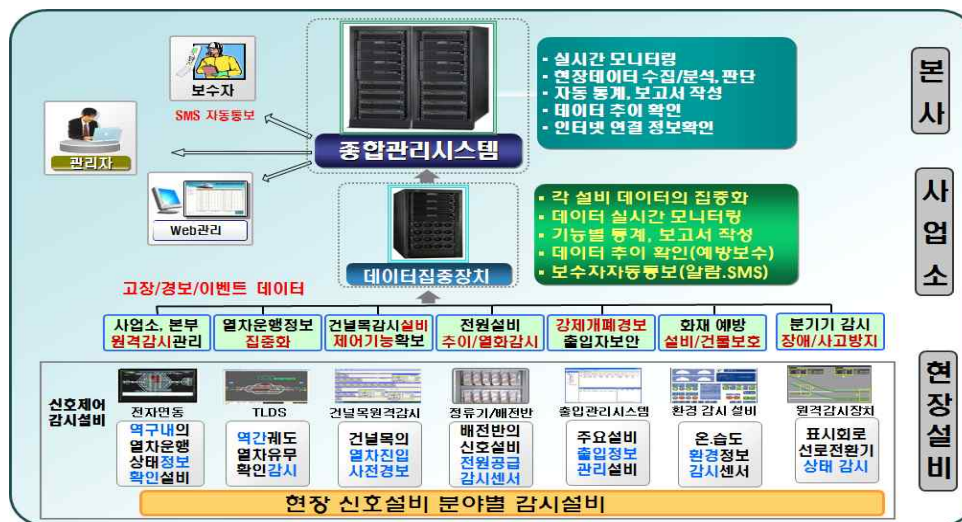 보수자
SMS 자동통보
관리자
Web관리
종합관리시스템
▪ 실시간 모니터링
▪ 현장데이터 수집/분석, 판단
▪ 자동 통계, 보고서 작성
▪ 데이터 추이 확인
▪ 인터넷 연결 정보확인
본사
데이터집중장치
▪ 각 설비 데이터의 집중화
▪ 데이터 실시간 모니터링
▪ 기능별 통계, 보고서 작성
▪ 데이터 추이 확인(예방보수)
▪ 보수자자동통보(알람.SMS)
사업소
고장/경보/이벤트 데이터
사업소, 본부
원격감시관리
열차운행정보
집중화
건널목감시설비
제어기능확보
전원설비
추이/열화감시
강제개폐경보
출입자보안
화재 예방
설비/건물보호
분기기 감시
장애/사고방지
현장설비
신호제어
감시설비
전자연동
역구내의
열차운행
상태정보
확인설비
TLDS
역간궤도
열차유무
확인감시
건널목원격감시
건널목의
열차진입
사전경보
정류기/배전반
배전반의
신호설비
전원공급
감시센서
출입관리시스템
주요설비
출입정보
관리설비
환경 감시 설비
온.습도
환경정보
감시센서
원격감시장치
표시회로
선로전환기
상태 감시
현장 신호설비 분야별 감시설비